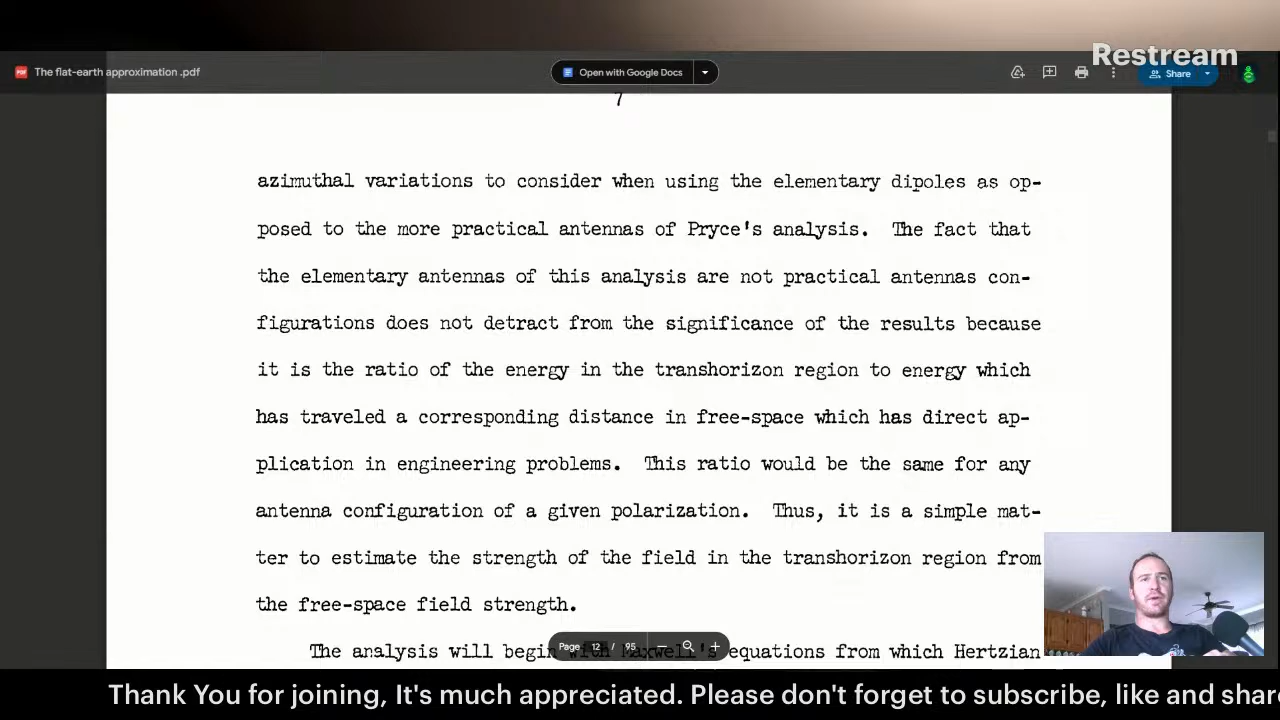 Restream
The flat-earth approximation .pdf
Open with Google Docs
Share
7
azimuthal variations to consider when using the elementary dipoles as op-
posed to the more practical antennas of Pryce's analysis. The fact that
the elementary antennas of this analysis are not practical antennas con-
figurations does not detract from the significance of the results because
it is the ratio of the energy in the transhorizon region to energy which
has traveled a corresponding distance in free-space which has direct ap-
plication in engineering problems. This ratio would be the same for any
antenna configuration of a given polarization. Thus, it is a simple mat-
ter to estimate the strength of the field in the transhorizon region from
the free-space field strength.
The analysis will begin with Maxwell's equations from which Hertzian
Page 12 / 95
Thank You for joining, It's much appreciated. Please don't forget to subscribe, like and share